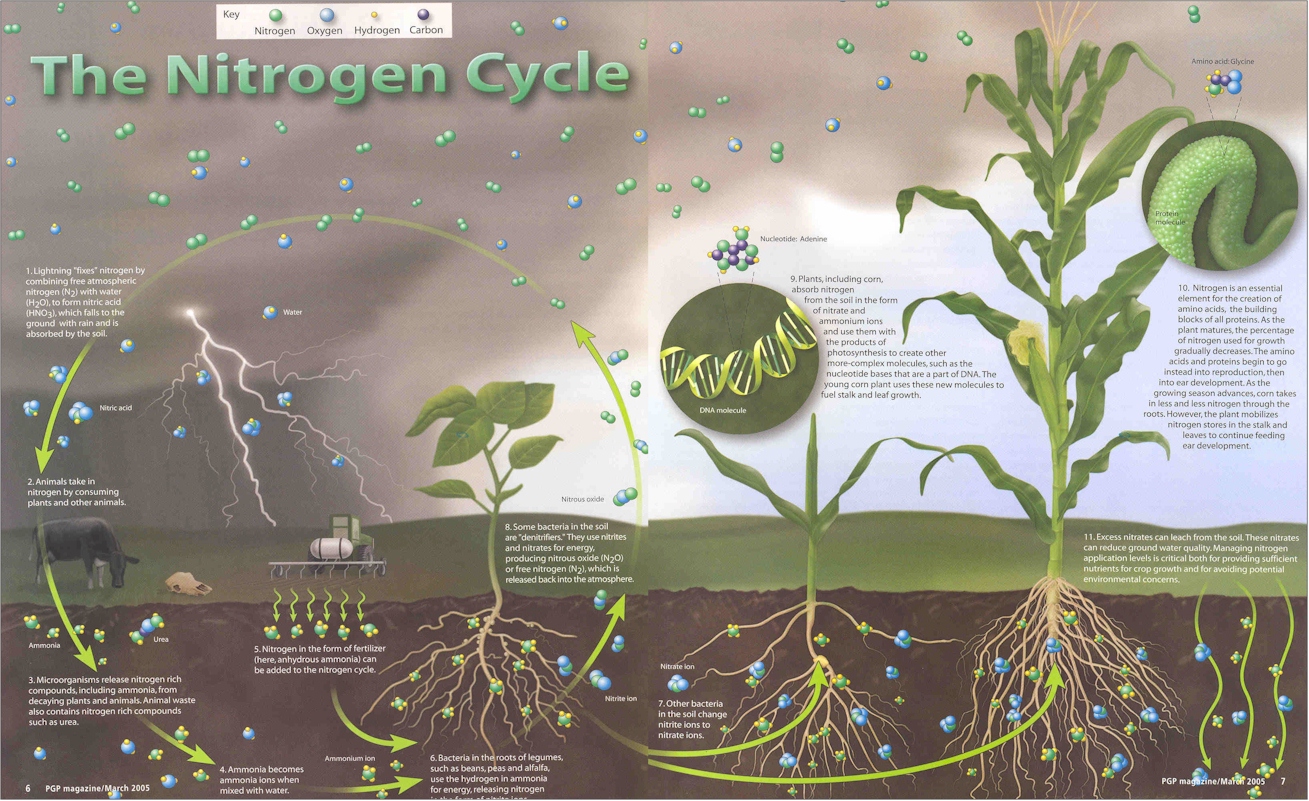 Key
Nitrogen Oxygen Hydrogen Carbon
The Nitrogen Cycle
1. Lightning "fixes" nitrogen by
combining free atmospheric
nitrogen (N2) with water
(H2O), to form nitric acid
(HNO3), which falls to the
ground with rain and is
absorbed by the soil.
Water
Nitric acid
2. Animals take in
nitrogen by consuming
plants and other animals.
Ammonia
Urea
3. Microorganisms release nitrogen rich
compounds, including ammonia, from
decaying plants and animals. Animal waste
also contains nitrogen rich compounds
such as urea.
4. Ammonia becomes
ammonia ions when
mixed with water.
5. Nitrogen in the form of fertilizer
(here, anhydrous ammonia) can
be added to the nitrogen cycle.
Ammonium ion
6. Bacteria in the roots of legumes,
such as beans, peas and alfalfa,
use the hydrogen in ammonia
for energy, releasing nitrogen
in the form of nitrite ions
Nitrous oxide
8. Some bacteria in the soil
are "denitrifiers." They use nitrites
and nitrates for energy,
producing nitrous oxide (N2O)
or free nitrogen (N2), which is
released back into the atmosphere.
Nitrite ion
6 PGP magazine/March 2005
Nucleotide: Adenine
DNA molecule
9. Plants, including corn,
absorb nitrogen
from the soil in the form
of nitrate and
ammonium ions
and use them with
the products of
photosynthesis to create other
more-complex molecules, such as the
nucleotide bases that are a part of DNA. The
young corn plant uses these new molecules to
fuel stalk and leaf growth.
Nitrate ion
7. Other bacteria
in the soil change
nitrite ions to
nitrate ions.
Amino acid: Glycine
Protein
molecule
10. Nitrogen is an essential
element for the creation of
amino acids, the building
blocks of all proteins. As the
plant matures, the percentage
of nitrogen used for growth
gradually decreases. The amino
acids and proteins begin to go
instead into reproduction, then
into ear development. As the
growing season advances, corn takes
in less and less nitrogen through the
roots. However, the plant mobilizes
nitrogen stores in the stalk and
leaves to continue feeding
ear development.
11. Excess nitrates can leach from the soil. These nitrates
can reduce ground water quality. Managing nitrogen
application levels is critical both for providing sufficient
nutrients for crop growth and for avoiding potential
environmental concerns.
PGP magazine/March 2005 7